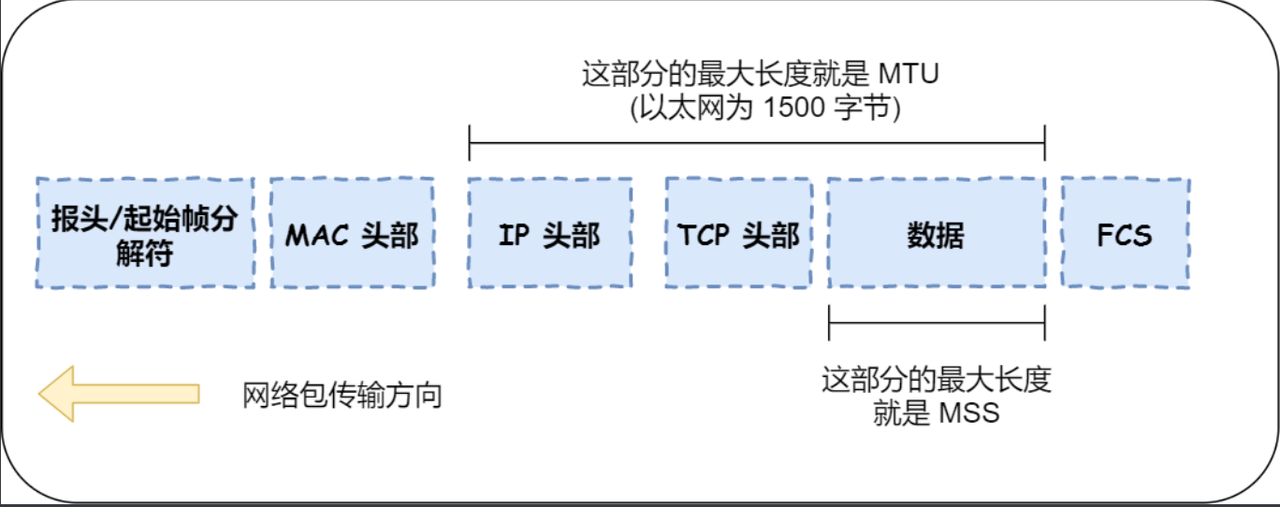 这部分的最大长度就是 MTU
(以太网为 1500 字节)
报头/起始帧分
解符
MAC 头部
IP 头部
TCP 头部
数据
FCS
这部分的最大长度
就是 MSS
网络包传输方向